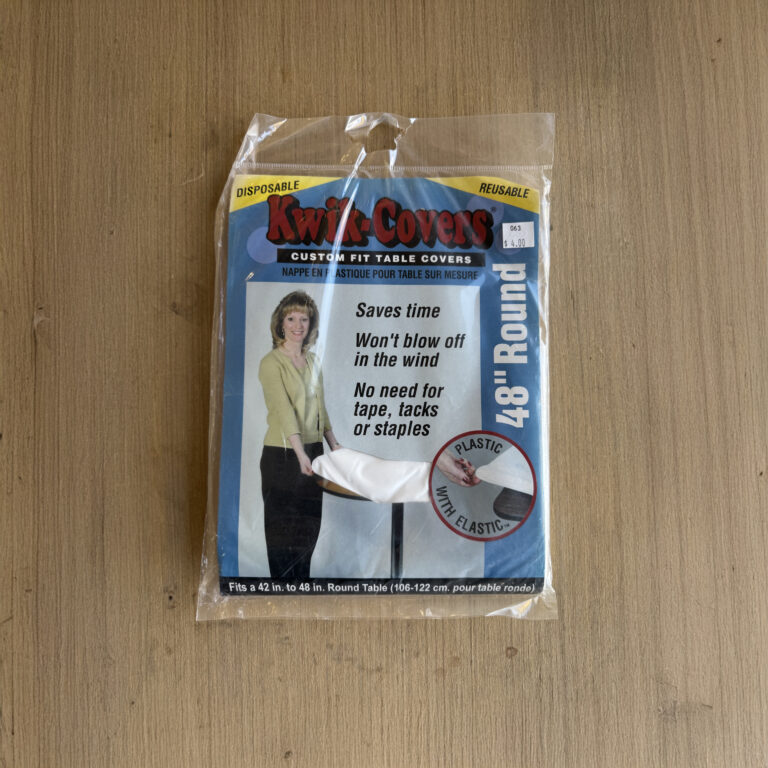 DISPOSABLE
REUSABLE
Kwik-Covers®
063
$ 4.00
CUSTOM FIT TABLE COVERS
NAPPE EN PLASTIQUE POUR TABLE SUR MESURE
48" Round
Saves time
Won't blow off
in the wind
No need for
tape, tacks
or staples
PLASTIC
WITH ELASTIC™
Fits a 42 in. to 48 in. Round Table (106-122 cm. pour table ronde)